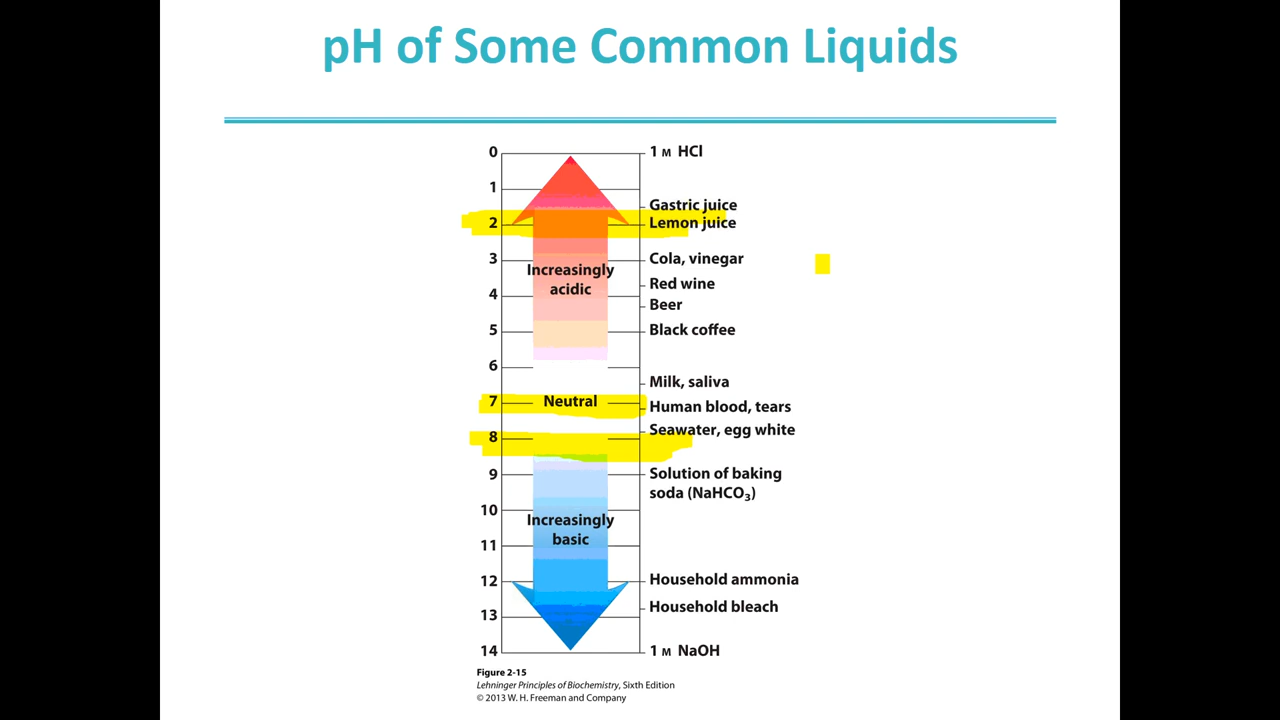 pH of Some Common Liquids
0
1 M HCl
1
Gastric juice
2
Lemon juice
3
Cola, vinegar
Increasingly
acidic
Red wine
4
Beer
5
Black coffee
6
Milk, saliva
7
Neutral
Human blood, tears
8
Seawater, egg white
9
Solution of baking
soda (NaHCO₃)
10
Increasingly
basic
11
12
Household ammonia
13
Household bleach
14
1 M NaOH
Figure 2-15
Lehninger Principles of Biochemistry, Sixth Edition
© 2013 W. H. Freeman and Company